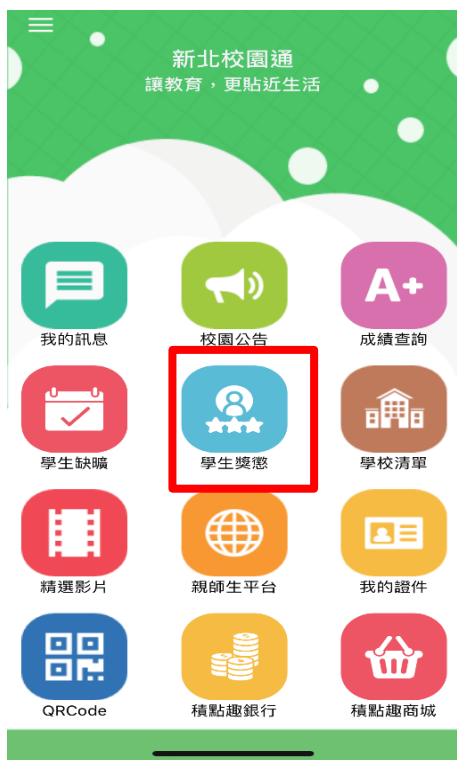 新北校園通
讓教育，更貼近生活
A+
我的訊息
校園公告
成績查詢
學生缺曠
學生獎懲
學校清單
精選影片
親師生平台
我的證件
QRCode
積點趣銀行
積點趣商城